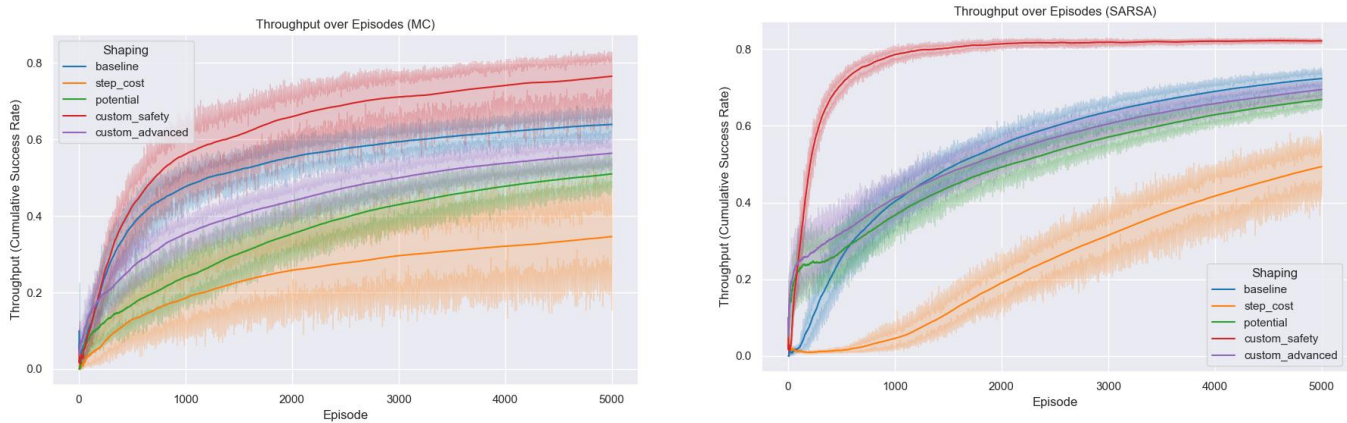 Throughput over Episodes (MC)
Throughput (Cumulative Success Rate)
0.8
0.6
0.4
0.2
0.0
Shaping
baseline
step_cost
potential
custom_safety
custom_advanced
0
1000
2000
3000
4000
5000
Episode
Throughput over Episodes (SARSA)
Throughput (Cumulative Success Rate)
0.8
0.6
0.4
0.2
0.0
Shaping
baseline
step_cost
potential
custom_safety
custom_advanced
0
1000
2000
3000
4000
5000
Episode